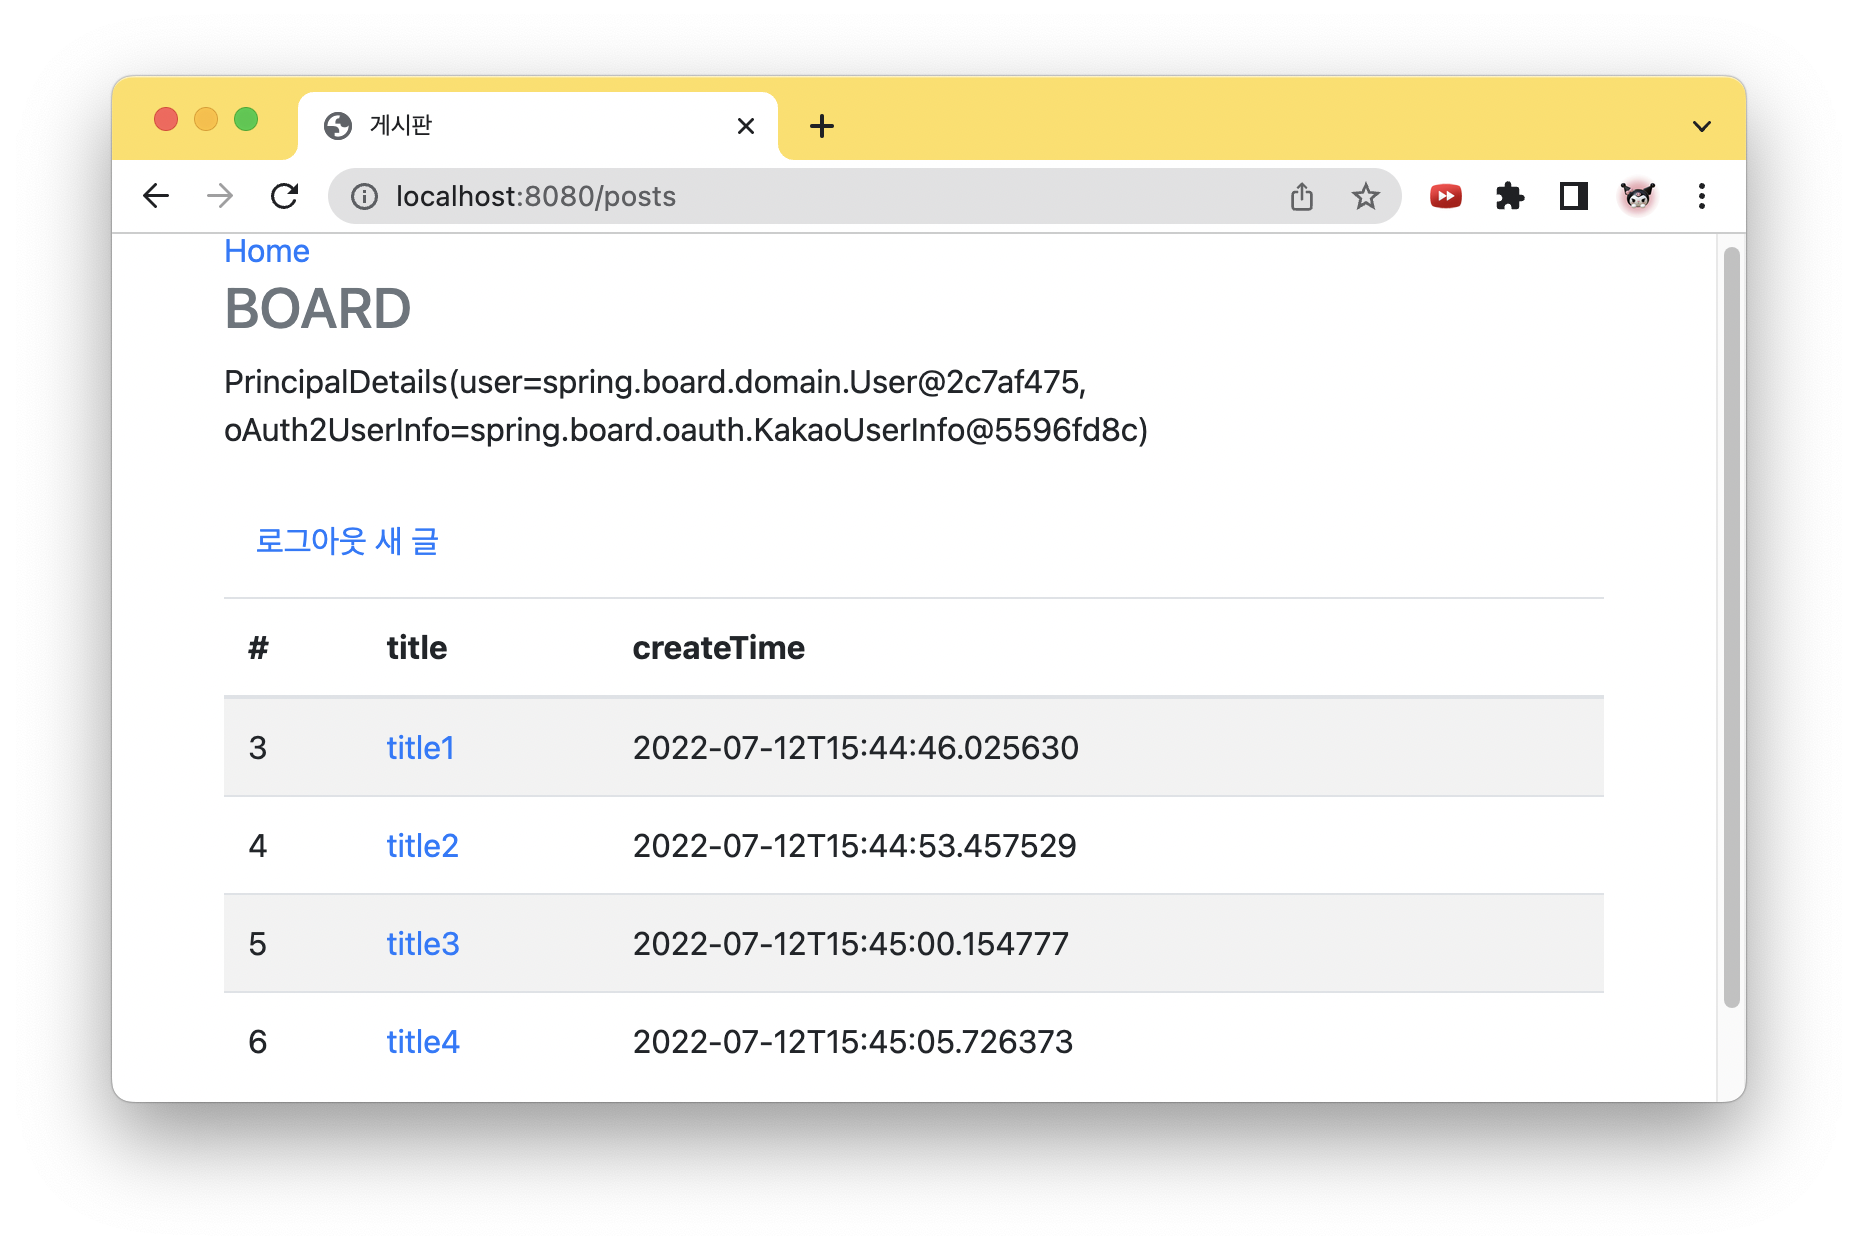 게시판
localhost:8080/posts
Home
BOARD
PrincipalDetails(user=spring.board.domain.User@2c7af475,
oAuth2UserInfo=spring.board.oauth.KakaoUserInfo@5596fd8c)
로그아웃 새 글
# title createTime
3 title1 2022-07-12T15:44:46.025630
4 title2 2022-07-12T15:44:53.457529
5 title3 2022-07-12T15:45:00.154777
6 title4 2022-07-12T15:45:05.726373